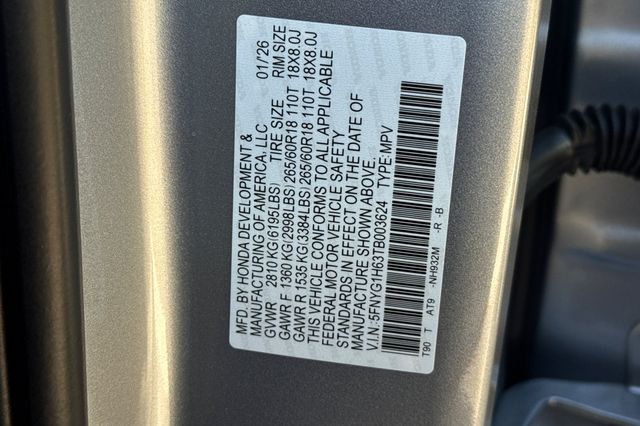 MFD. BY HONDA DEVELOPMENT & 01/26
MANUFACTURING OF AMERICA, LLC
GVWR 2810 KG(6195LBS) TIRE SIZE RIM SIZE
GAWR F 1360 KG(2998LBS) 265/60R18 110T 18X8.0J
GAWR R 1535 KG(3384LBS) 265/60R18 110T 18X8.0J
THIS VEHICLE CONFORMS TO ALL APPLICABLE
FEDERAL MOTOR VEHICLE SAFETY
STANDARDS IN EFFECT ON THE DATE OF
MANUFACTURE SHOWN ABOVE.
V.I.N.: 5FNYG1H63TB003624 TYPE:MPV
T90 T AT9 -NH932M -R -B